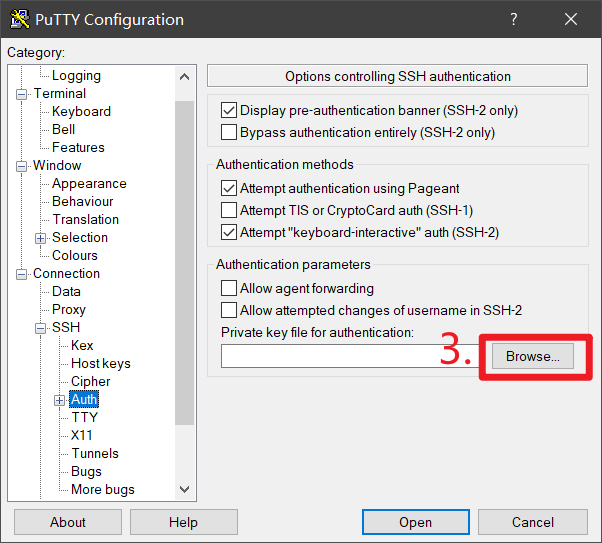 PuTTY Configuration
Category:
Logging
Terminal
Keyboard
Bell
Features
Window
Appearance
Behaviour
Translation
Selection
Colours
Connection
Data
Proxy
SSH
Kex
Host keys
Cipher
Auth
TTY
X11
Tunnels
Bugs
More bugs
Options controlling SSH authentication
Display pre-authentication banner (SSH-2 only)
Bypass authentication entirely (SSH-2 only)
Authentication methods
Attempt authentication using Pageant
Attempt TIS or CryptoCard auth (SSH-1)
Attempt "keyboard-interactive" auth (SSH-2)
Authentication parameters
Allow agent forwarding
Allow attempted changes of username in SSH-2
Private key file for authentication:
3.
Browse...
About
Help
Open
Cancel